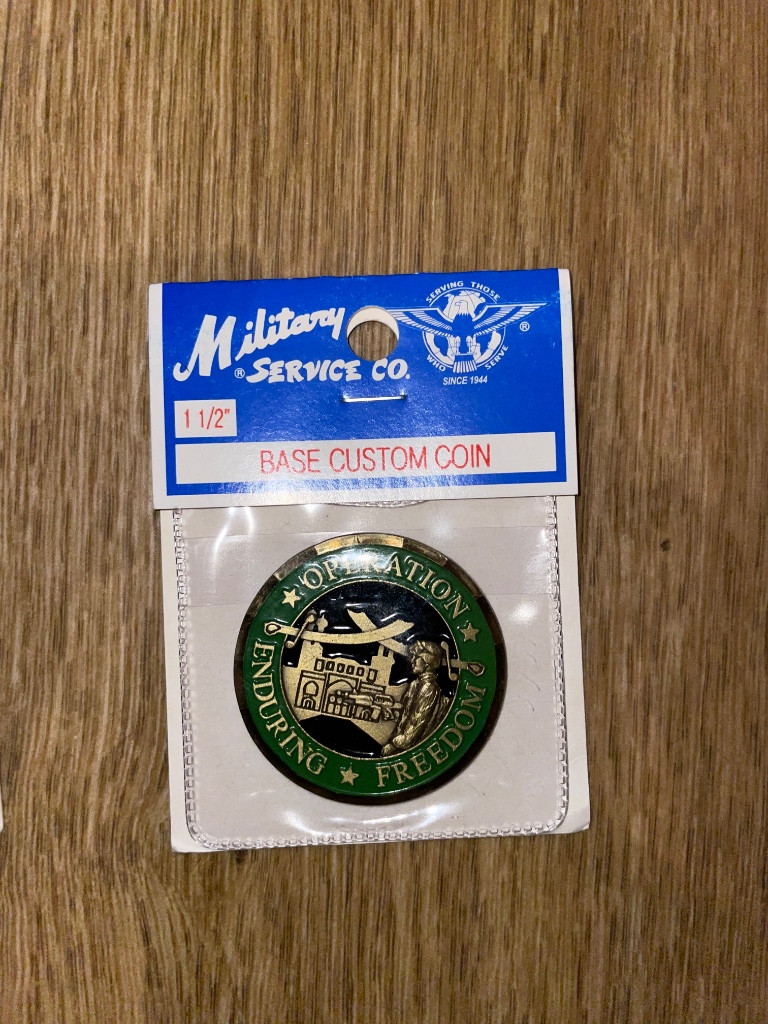 Military
® SERVICE CO.
SERVING THOSE
WHO SERVE
®
SINCE 1944
1 1/2"
BASE CUSTOM COIN
OPERATION
ENDURING
FREEDOM